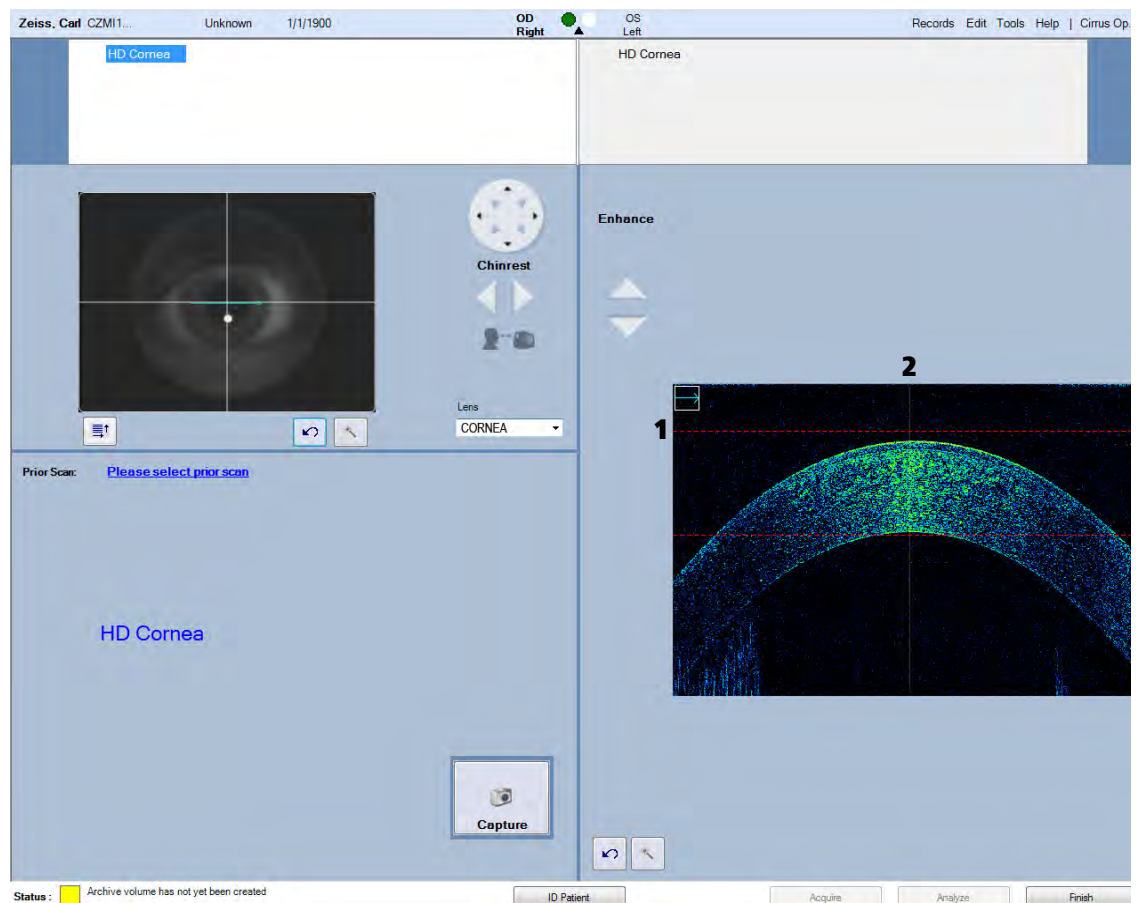 Zeiss, Carl CZMI1... Unknown 1/1/1900 OD Right OS Left Records Edit Tools Help | Cirrus Op.
HD Cornea
HD Cornea
Chinrest
Lens
CORNEA
Enhance
2
1
Prior Scan: Please select prior scan
HD Cornea
Capture
Status : Archive volume has not yet been created ID Patient Acquire Analyze Finish